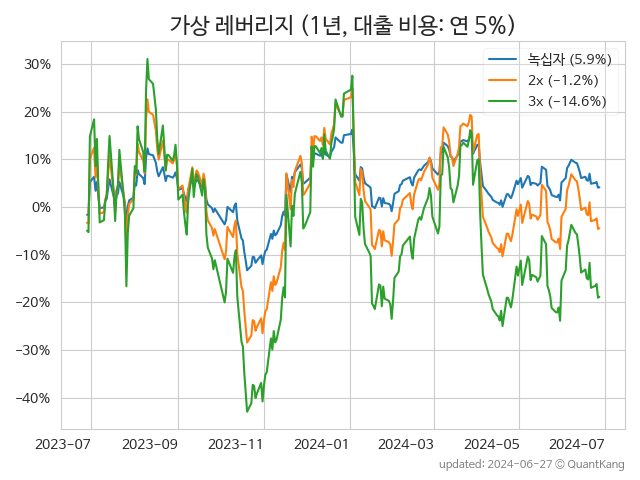 가상 레버리지 (1년, 대출 비용: 연 5%)
녹십자 (5.9%)
2x (−1.2%)
3x (−14.6%)
30%
20%
10%
0%
−10%
−20%
−30%
−40%
2023-07 2023-09 2023-11 2024-01 2024-03 2024-05 2024-07
updated: 2024-06-27 © QuantKang